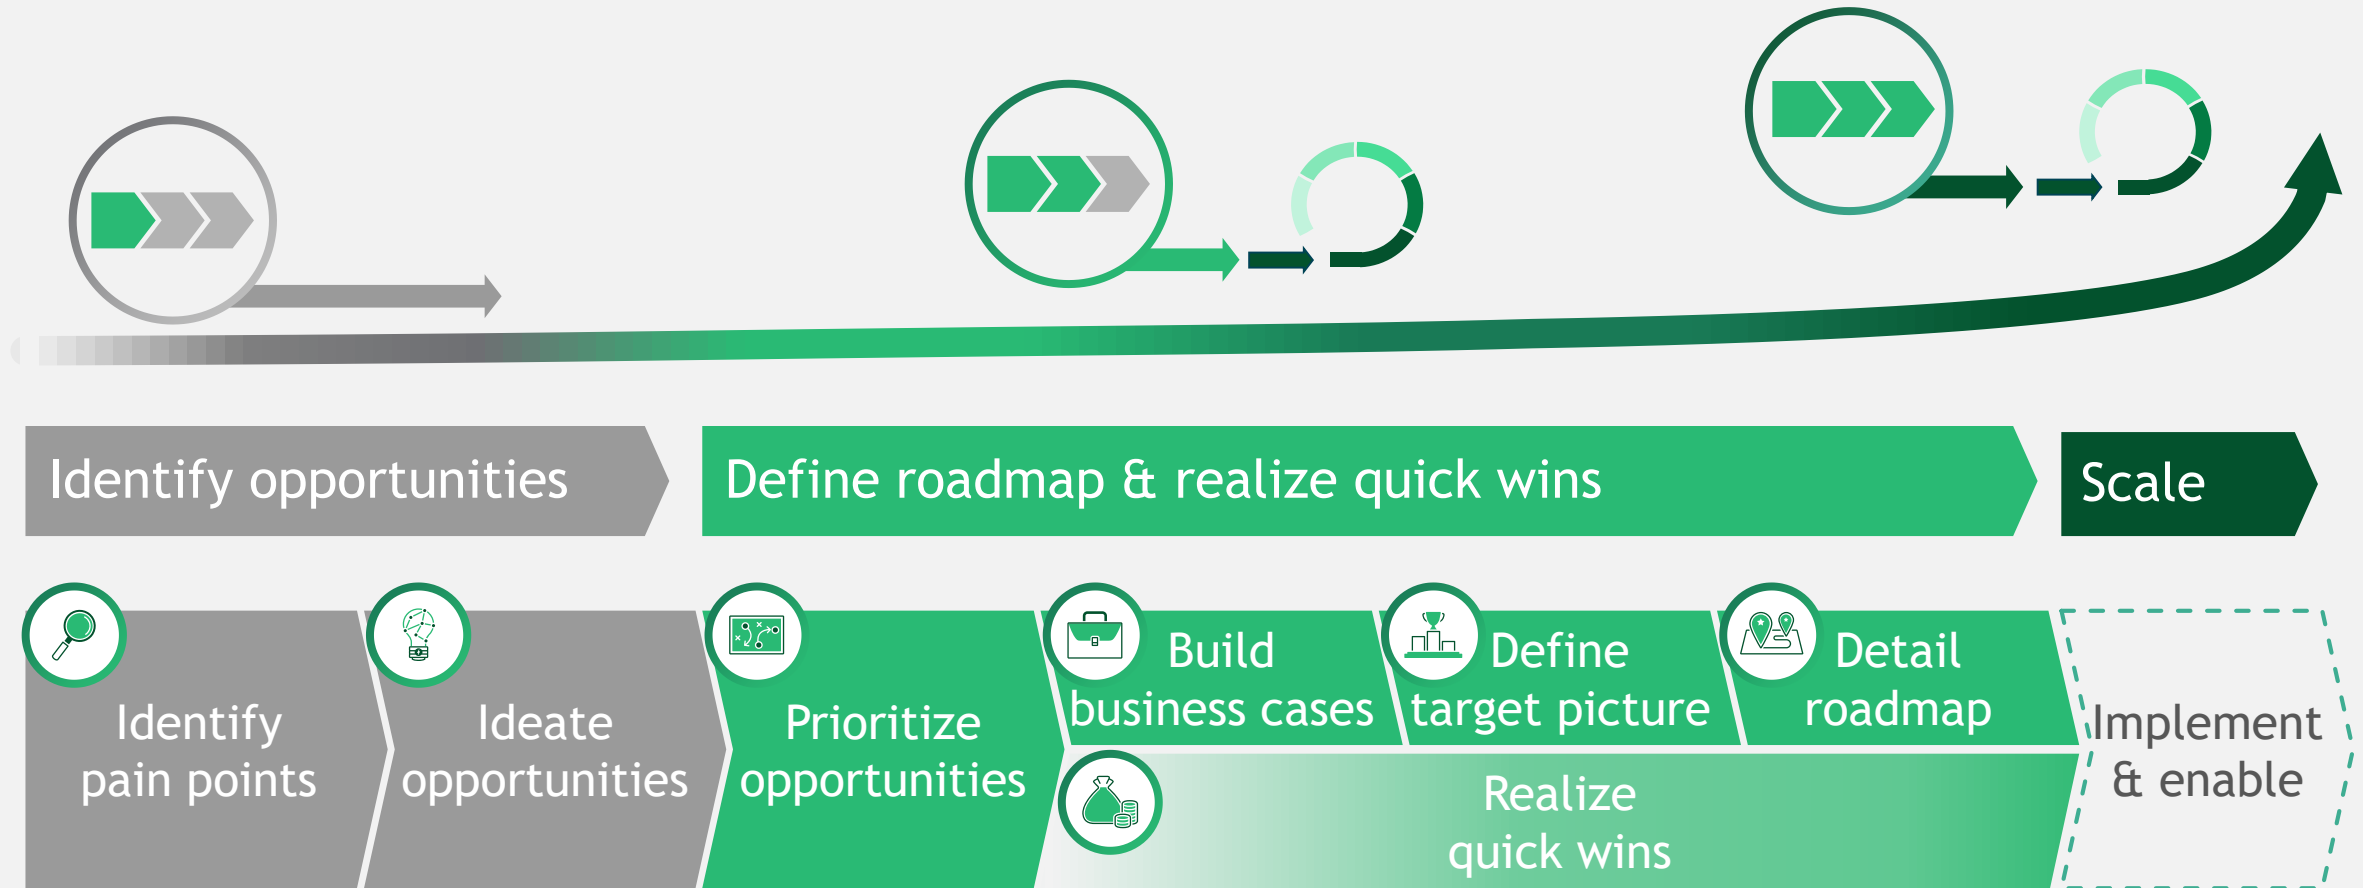 Identify opportunities
Define roadmap & realize quick wins
Scale
Identify
pain points
Ideate
opportunities
Prioritize
opportunities
Build
business cases
Define
target picture
Detail
roadmap
Realize
quick wins
Implement
& enable